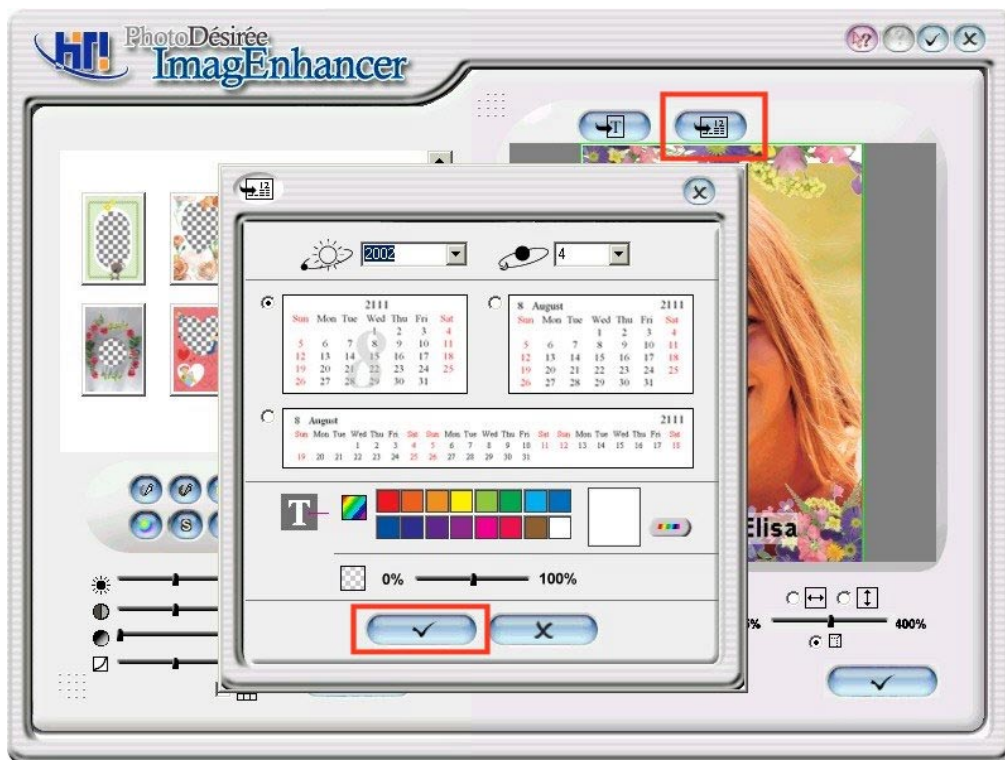 HiTi PhotoDésirée
ImagEnhancer
T
12
12
2002
4
2111
Sun Mon Tue Wed Thu Fri Sat
1 2 3 4
5 6 7 8 9 10 11
12 13 14 15 16 17 18
19 20 21 22 23 24 25
26 27 28 29 30 31
8
8 August 2111
Sun Mon Tue Wed Thu Fri Sat
1 2 3 4
5 6 7 8 9 10 11
12 13 14 15 16 17 18
19 20 21 22 23 24 25
26 27 28 29 30 31
8 August 2111
Sun Mon Tue Wed Thu Fri Sat Sun Mon Tue Wed Thu Fri Sat Sun Mon Tue Wed Thu Fri Sat
1 2 3 4 5 6 7 8 9 10 11 12 13 14 15 16 17 18
19 20 21 22 23 24 25 26 27 28 29 30 31
T
0% 100%
S
Elisa
400%